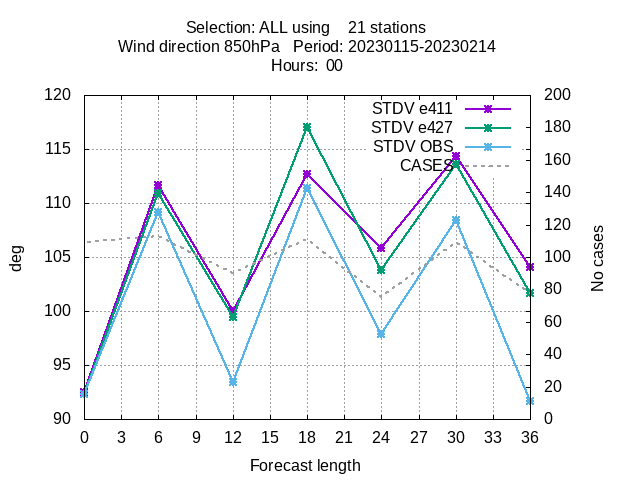 Selection: ALL using    21 stations
Wind direction 850hPa   Period: 20230115-20230214
Hours:  00
120
115
110
105
100
95
90
deg
STDV e411
STDV e427
STDV OBS
CASES
200
180
160
140
120
100
80
60
40
20
0
No cases
0 3 6 9 12 15 18 21 24 27 30 33 36
Forecast length